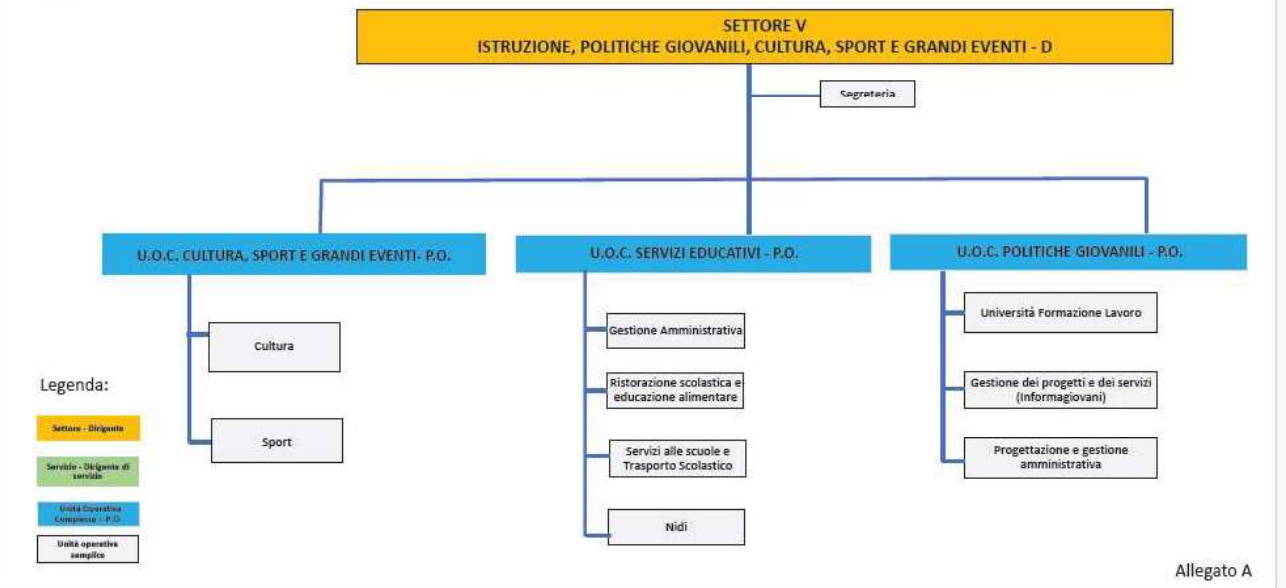 SETTORE V
ISTRUZIONE, POLITICHE GIOVANILI, CULTURA, SPORT E GRANDI EVENTI - D
Segreteria
U.O.C. CULTURA, SPORT E GRANDI EVENTI- P.O.
Cultura
Sport
U.O.C. SERVIZI EDUCATIVI - P.O.
Gestione Amministrativa
Ristorazione scolastica e
educazione alimentare
Servizi alle scuole e
Trasporto Scolastico
Nidi
U.O.C. POLITICHE GIOVANILI - P.O.
Università Formazione Lavoro
Gestione dei progetti e dei servizi
(Informagiovani)
Progettazione e gestione
amministrativa
Legenda:
Settore - Dirigente
Servizio - Dirigente di
servizio
Unità Operativa
Complessa - P.O.
Unità operativa
semplice
Allegato A